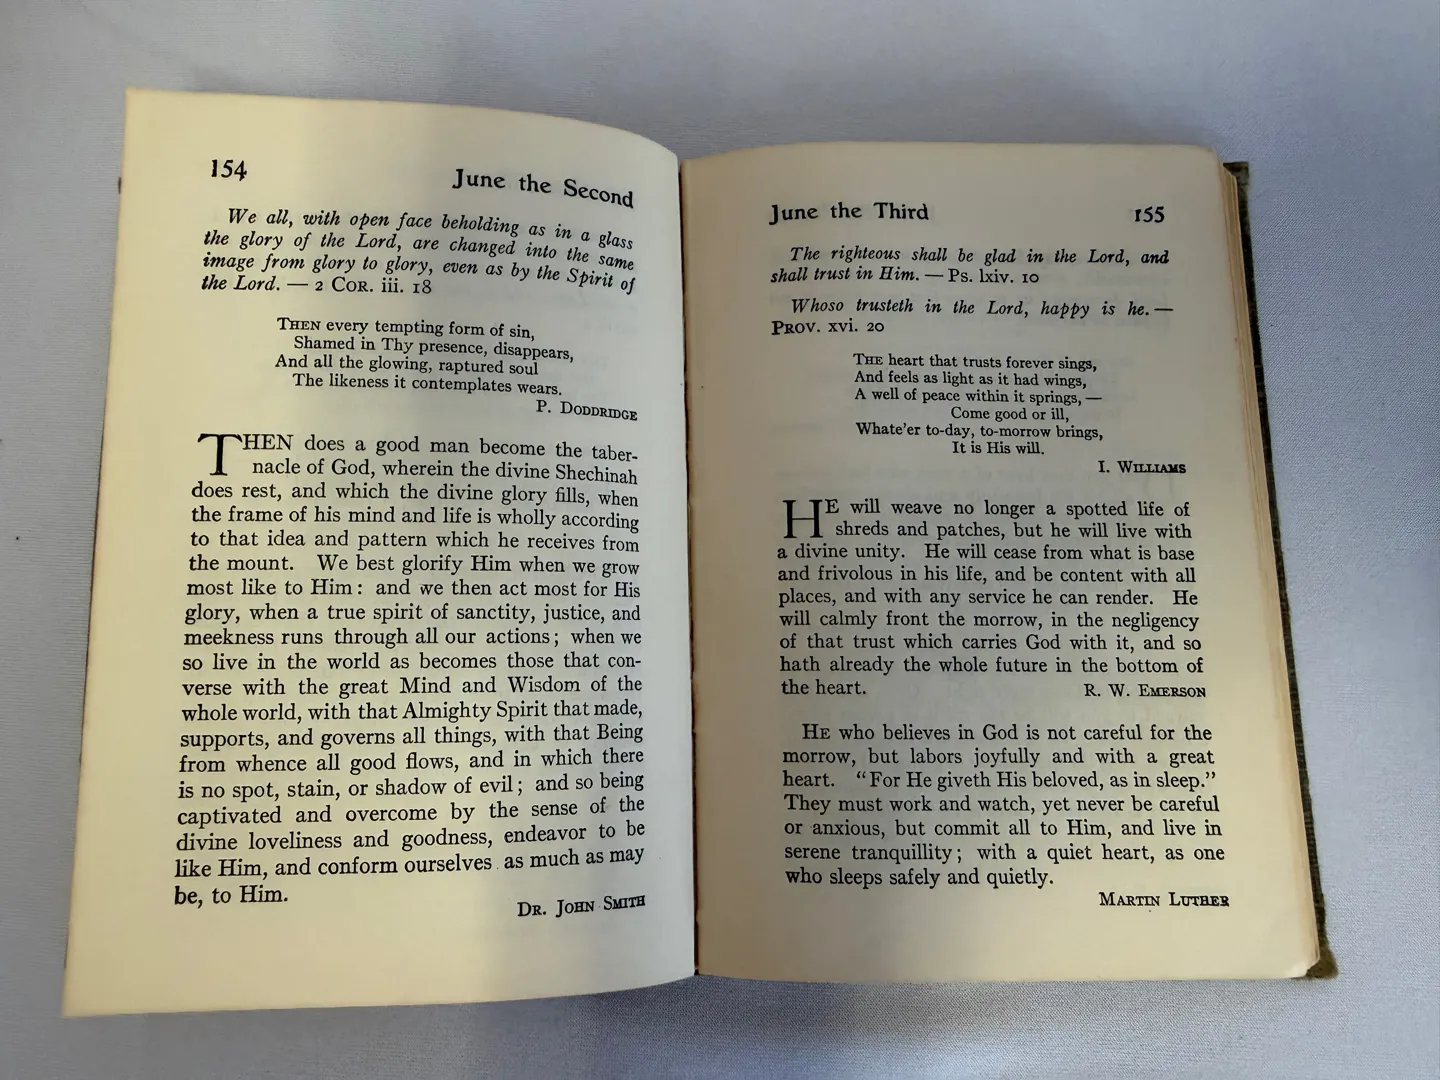 154
June the Second
We all, with open face beholding as in a glass
the glory of the Lord, are changed into the same
image from glory to glory, even as by the Spirit of
the Lord. — 2 Cor. iii. 18
THEN every tempting form of sin,
Shamed in Thy presence, disappears,
And all the glowing, raptured soul
The likeness it contemplates wears.
P. DODDRIDGE
THEN does a good man become the taber-
nacle of God, wherein the divine Shechinah
does rest, and which the divine glory fills, when
the frame of his mind and life is wholly according
to that idea and pattern which he receives from
the mount. We best glorify Him when we grow
most like to Him: and we then act most for His
glory, when a true spirit of sanctity, justice, and
meekness runs through all our actions; when we
so live in the world as becomes those that con-
verse with the great Mind and Wisdom of the
whole world, with that Almighty Spirit that made,
supports, and governs all things, with that Being
from whence all good flows, and in which there
is no spot, stain, or shadow of evil; and so being
captivated and overcome by the sense of the
divine loveliness and goodness, endeavor to be
like Him, and conform ourselves as much as may
be, to Him.
DR. JOHN SMITH
June the Third
155
The righteous shall be glad in the Lord, and
shall trust in Him. — Ps. lxiv. 10
Whoso trusteth in the Lord, happy is he. —
PROV. xvi. 20
THE heart that trusts forever sings,
And feels as light as it had wings,
A well of peace within it springs, —
Come good or ill,
Whate'er to-day, to-morrow brings,
It is His will.
I. WILLIAMS
HE will weave no longer a spotted life of
shreds and patches, but he will live with
a divine unity. He will cease from what is base
and frivolous in his life, and be content with all
places, and with any service he can render. He
will calmly front the morrow, in the negligency
of that trust which carries God with it, and so
hath already the whole future in the bottom of
the heart.
R. W. EMERSON
HE who believes in God is not careful for the
morrow, but labors joyfully and with a great
heart. "For He giveth His beloved, as in sleep."
They must work and watch, yet never be careful
or anxious, but commit all to Him, and live in
serene tranquillity; with a quiet heart, as one
who sleeps safely and quietly.
MARTIN LUTHER